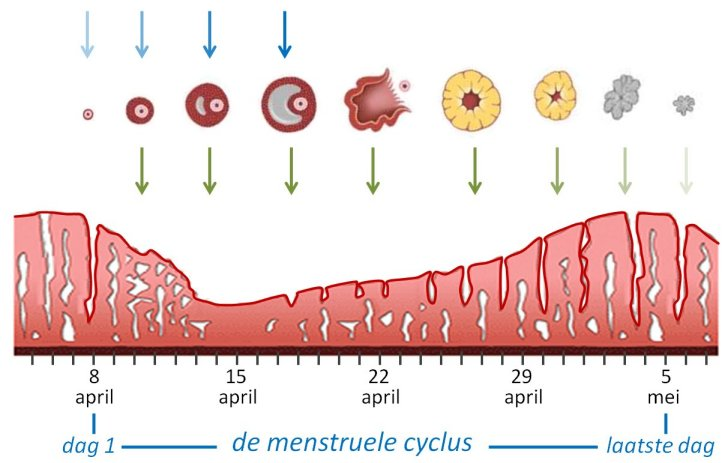 8 15 22 29 5
april april april april mei
dag 1 de menstruele cyclus laatste dag